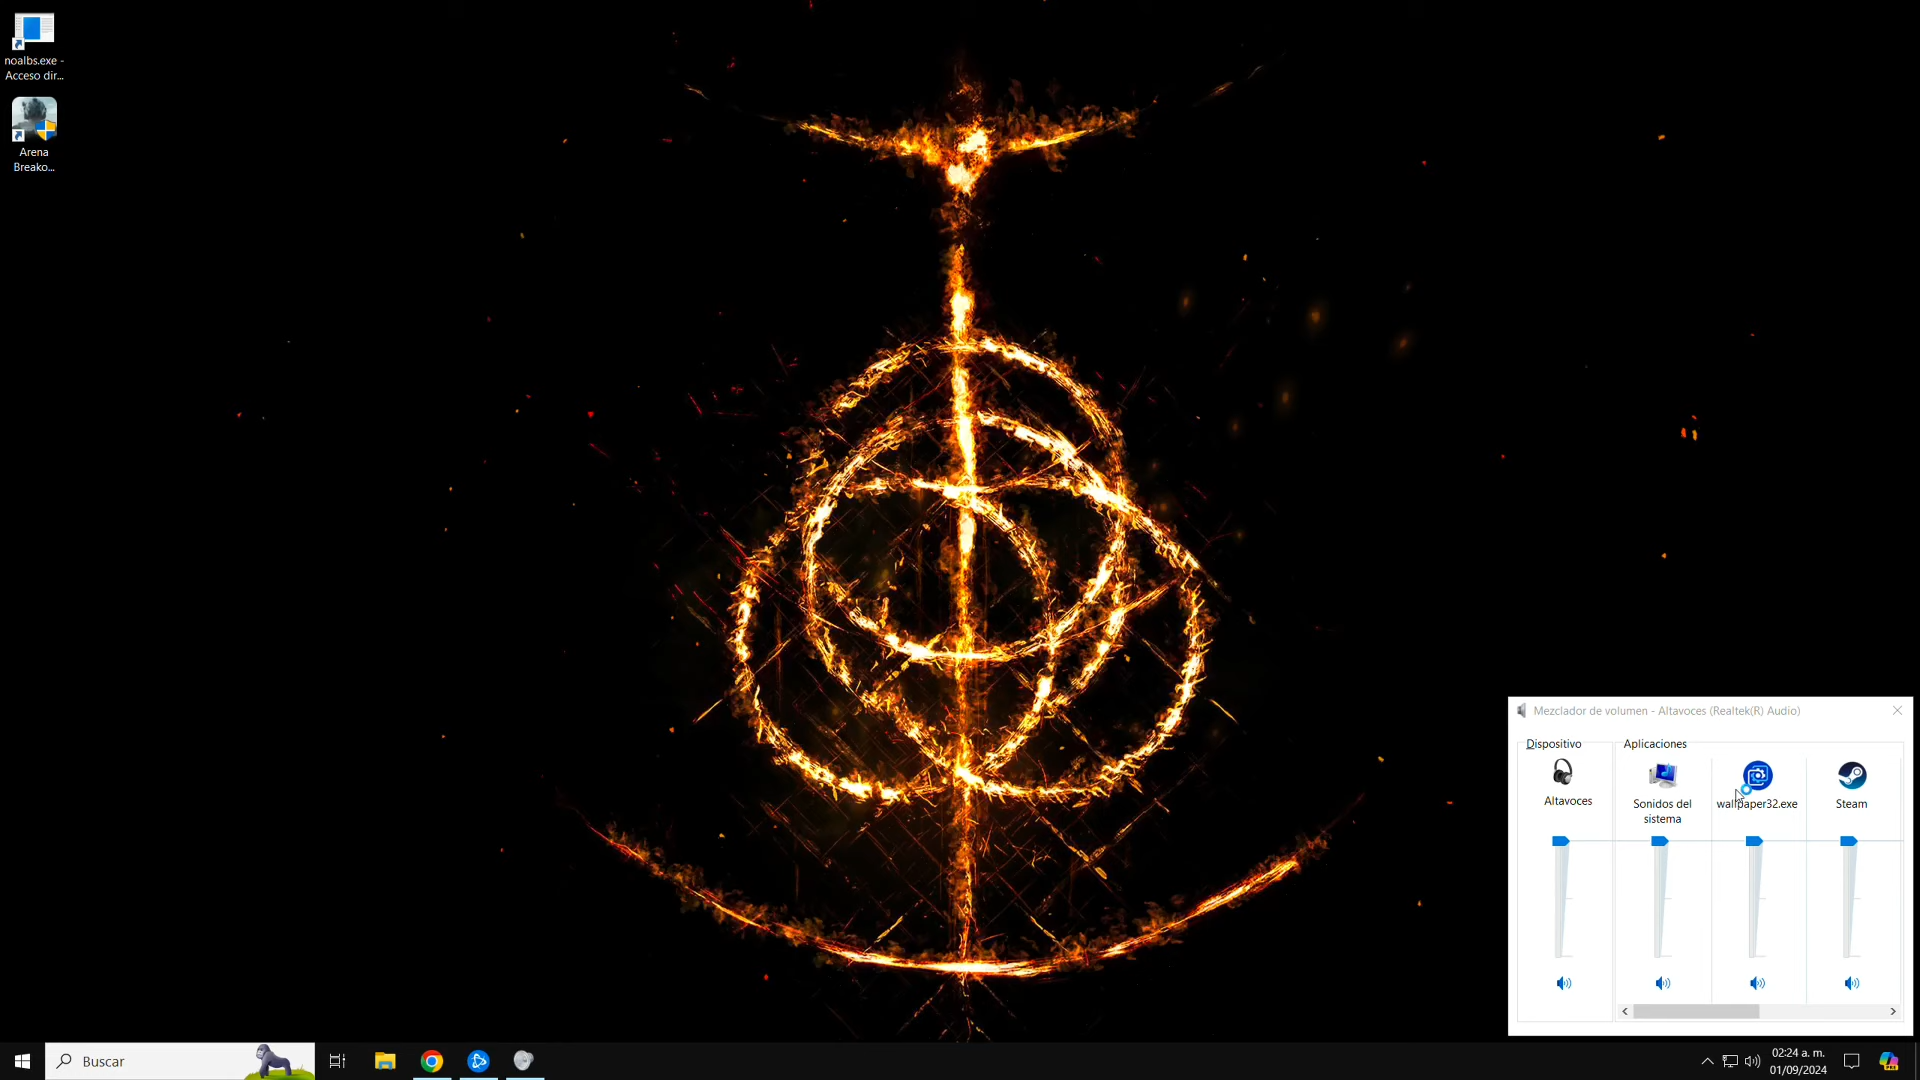 noalbs.exe -
Acceso dir...
Arena
Breako...
Mezclador de volumen - Altavoces (Realtek(R) Audio)
Dispositivo
Aplicaciones
Altavoces
Sonidos del
sistema
wallpaper32.exe
Steam
Buscar
02:24 a. m.
01/09/2024